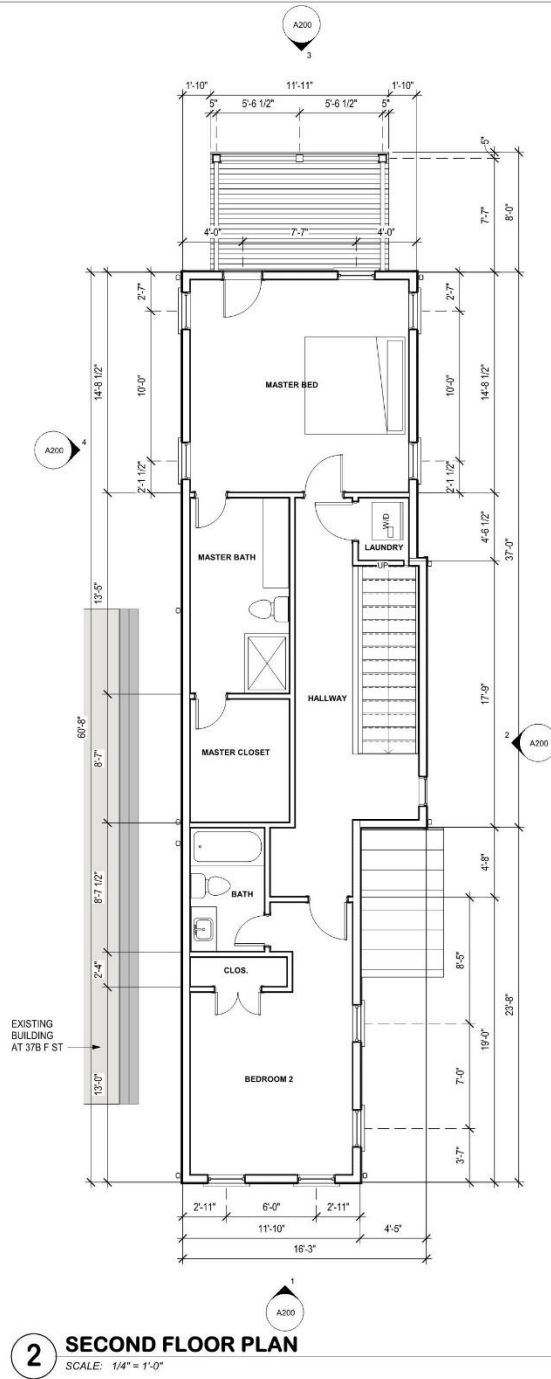 A200
3
1'-10"
11'-11"
1'-10"
5"
5'-6 1/2"
5'-6 1/2"
5"
5"
7'-7"
8'-0"
4'-0"
7'-7"
4'-0"
2'-7"
2'-7"
14'-8 1/2"
10'-0"
MASTER BED
10'-0"
14'-8 1/2"
A200
4
2'-1 1/2"
2'-1 1/2"
W/D
LAUNDRY
4'-6 1/2"
37'-0"
MASTER BATH
UP
13'-5"
HALLWAY
17'-9"
60'-8"
8'-7"
MASTER CLOSET
2
A200
8'-7 1/2"
BATH
4'-8"
8'-5"
2'-4"
CLOS.
23'-8"
19'-0"
EXISTING
BUILDING
AT 37B F ST
13'-0"
BEDROOM 2
7'-0"
3'-7"
2'-11"
6'-0"
2'-11"
11'-10"
4'-5"
16'-3"
1
A200
2
SECOND FLOOR PLAN
SCALE: 1/4" = 1'-0"